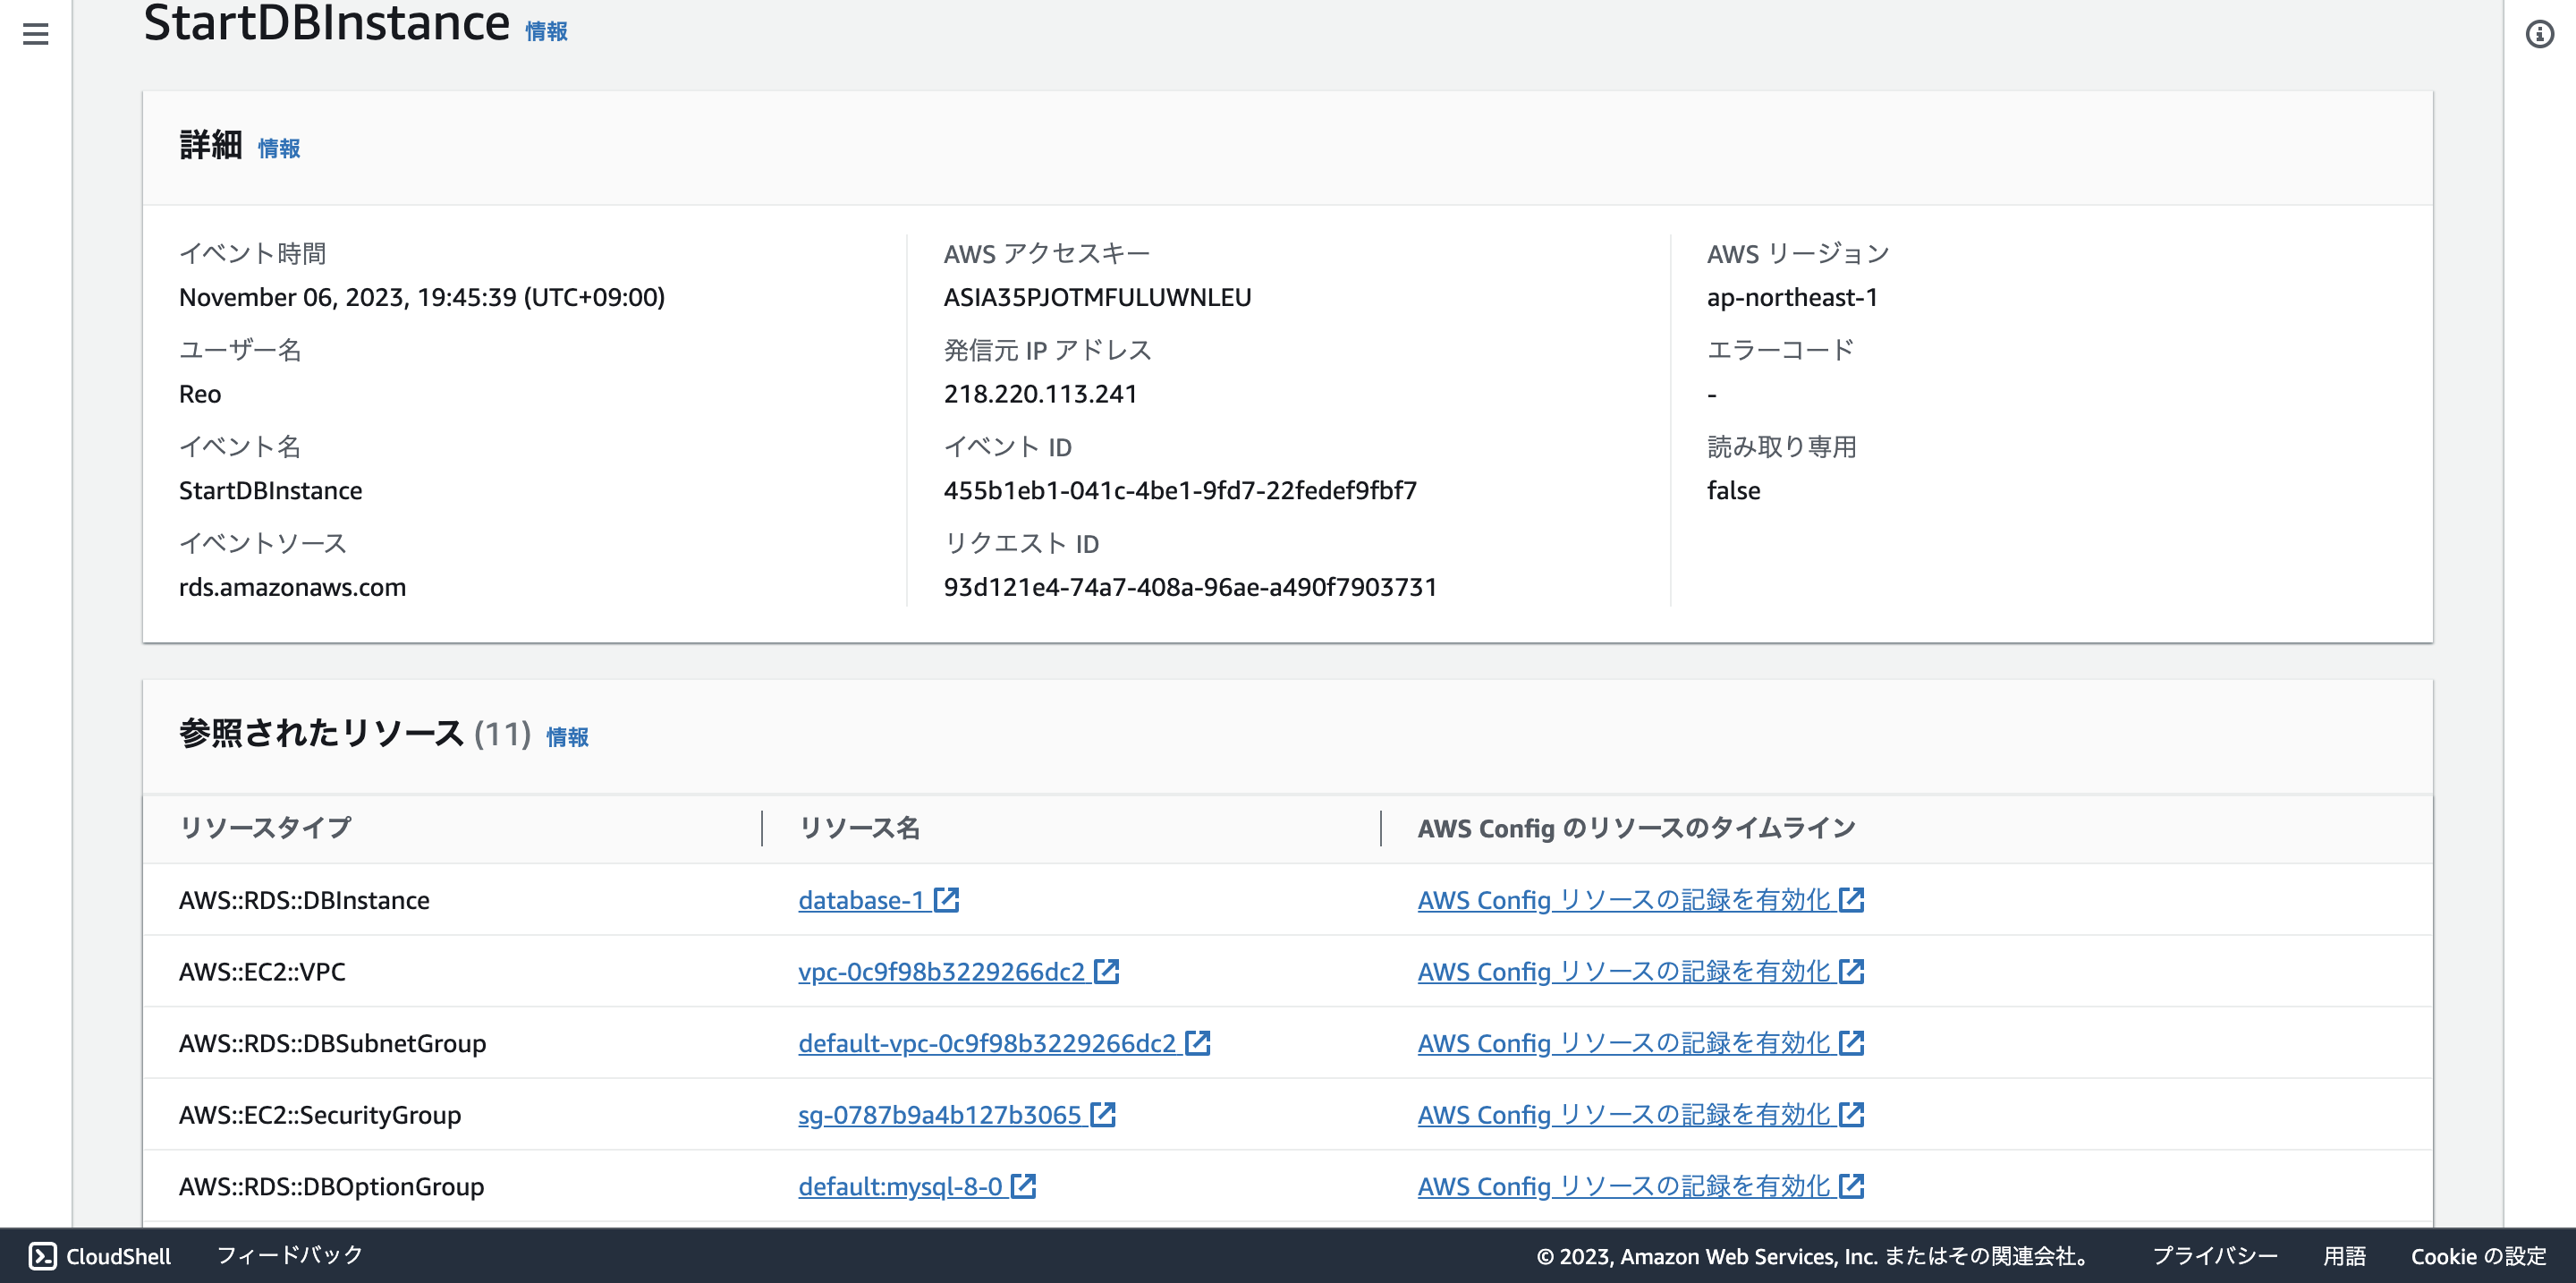 StartDBInstance 情報
詳細 情報
イベント時間
November 06, 2023, 19:45:39 (UTC+09:00)
ユーザー名
Reo
イベント名
StartDBInstance
イベントソース
rds.amazonaws.com
AWS アクセスキー
ASIA35PJOTMFULUWNLEU
発信元 IP アドレス
218.220.113.241
イベント ID
455b1eb1-041c-4be1-9fd7-22fedef9fbf7
リクエスト ID
93d121e4-74a7-408a-96ae-a490f7903731
AWS リージョン
ap-northeast-1
エラーコード
-
読み取り専用
false
参照されたリソース (11) 情報
リソースタイプ リソース名 AWS Config のリソースのタイムライン
AWS::RDS::DBInstance database-1 AWS Config リソースの記録を有効化
AWS::EC2::VPC vpc-0c9f98b3229266dc2 AWS Config リソースの記録を有効化
AWS::RDS::DBSubnetGroup default-vpc-0c9f98b3229266dc2 AWS Config リソースの記録を有効化
AWS::EC2::SecurityGroup sg-0787b9a4b127b3065 AWS Config リソースの記録を有効化
AWS::RDS::DBOptionGroup default:mysql-8-0 AWS Config リソースの記録を有効化
CloudShell フィードバック © 2023, Amazon Web Services, Inc. またはその関連会社。 プライバシー 用語 Cookie の設定